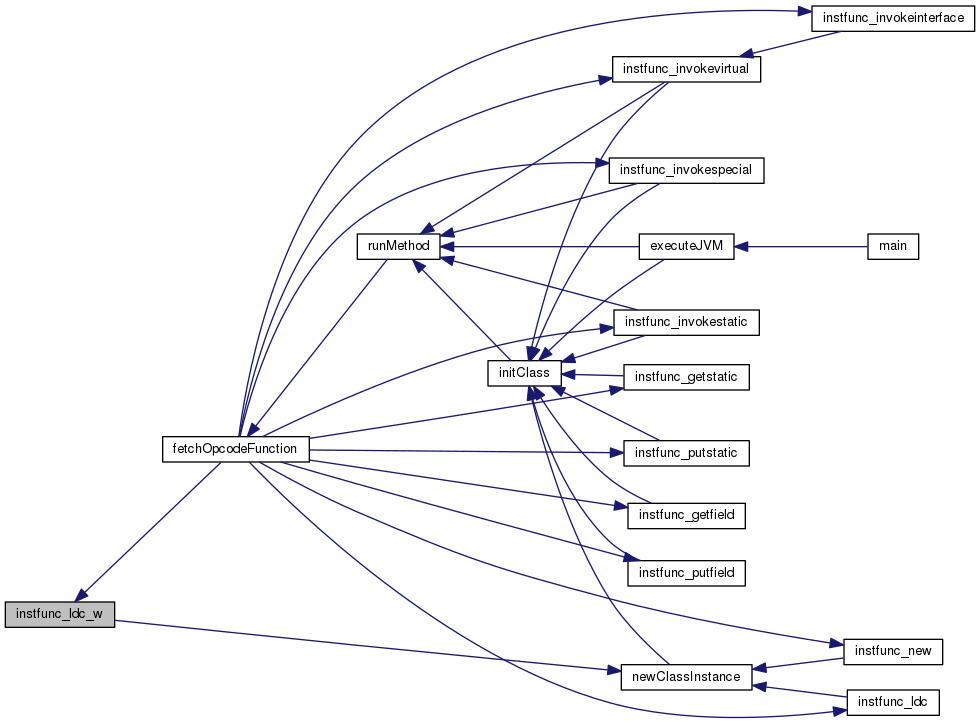 instfunc_invokeinterface
instfunc_invokevirtual
instfunc_invokespecial
runMethod
executeJVM
main
instfunc_invokestatic
initClass
instfunc_getstatic
fetchOpcodeFunction
instfunc_putstatic
instfunc_getfield
instfunc_putfield
instfunc_ldc_w
instfunc_new
newClassInstance
instfunc_ldc